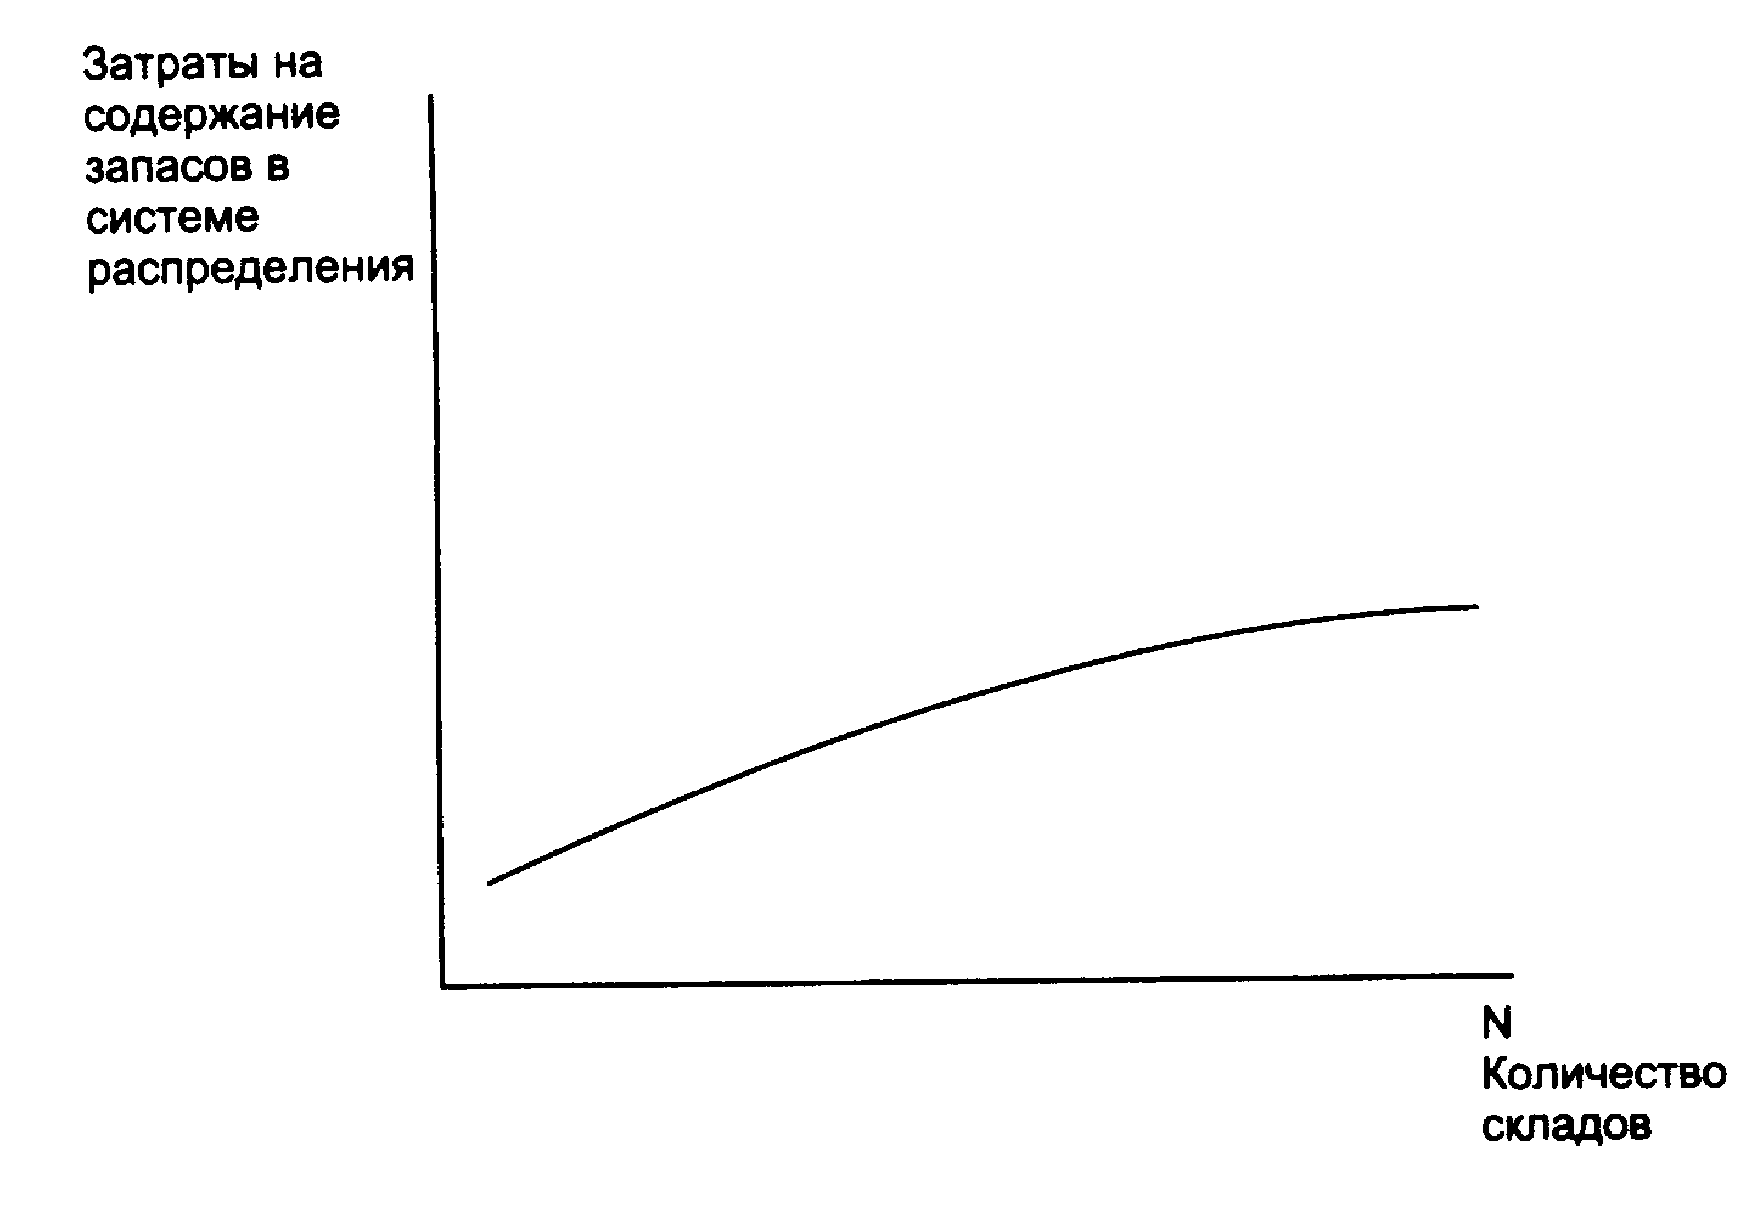 Затраты на
содержание
запасов в
системе
распределения
N
Количество
складов